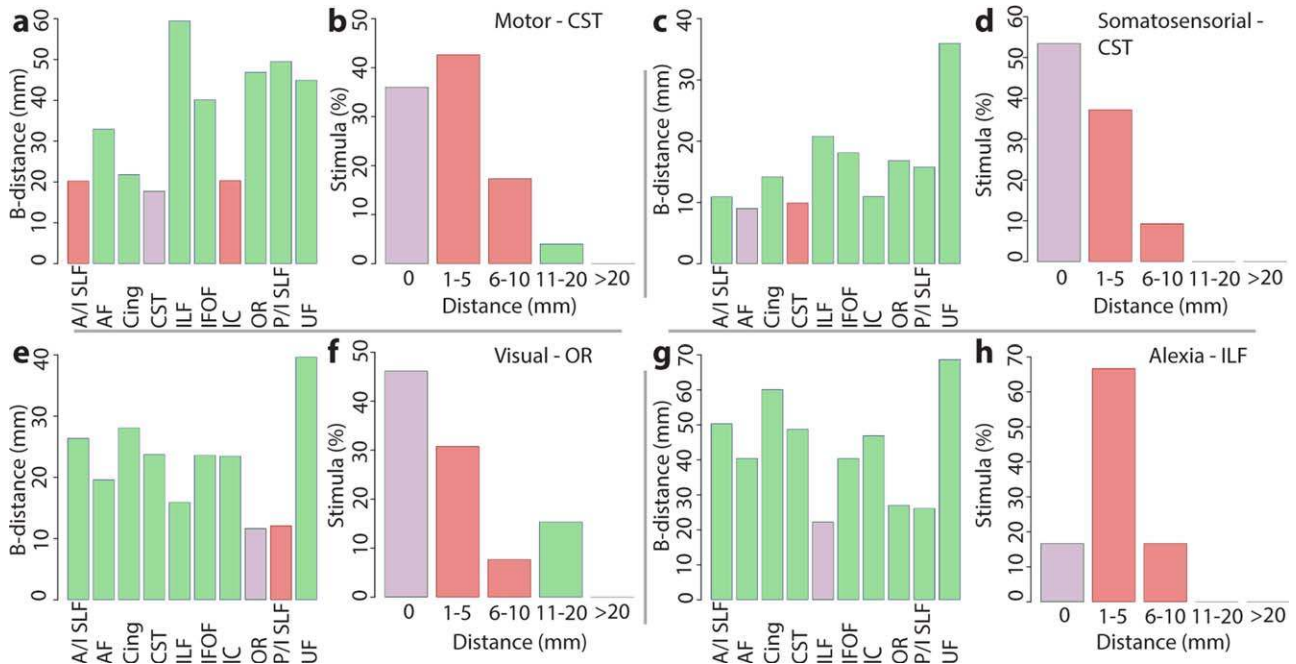 a
B-distance (mm)
0 10 20 30 40 50 60
A/I SLF
AF
Cing
CST
ILF
IFOF
IC
OR
P/I SLF
UF
b
Motor - CST
Stimula (%)
0 10 20 30 40 50
0 1-5 6-10 11-20 >20
Distance (mm)
c
B-distance (mm)
0 10 20 30 40
A/I SLF
AF
Cing
CST
ILF
IFOF
IC
OR
P/I SLF
UF
d
Somatosensorial -
CST
Stimula (%)
0 10 20 30 40 50 60
0 1-5 6-10 11-20 >20
Distance (mm)
e
B-distance (mm)
0 10 20 30 40
A/I SLF
AF
Cing
CST
ILF
IFOF
IC
OR
P/I SLF
UF
f
Visual - OR
Stimula (%)
0 10 20 30 40 50
0 1-5 6-10 11-20 >20
Distance (mm)
g
B-distance (mm)
0 10 20 30 40 50 60 70
A/I SLF
AF
Cing
CST
ILF
IFOF
IC
OR
P/I SLF
UF
h
Alexia - ILF
Stimula (%)
0 10 20 30 40 50 60 70
0 1-5 6-10 11-20 >20
Distance (mm)